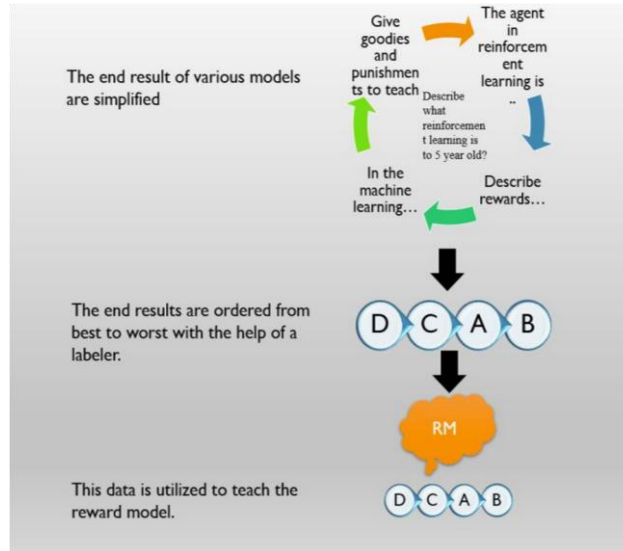 Give
goodies
and
punishmen
ts to teach
The agent
in
reinforcem
ent
learning is
..
The end result of various models
are simplified
Describe
what
reinforcemen
t learning is
to 5 year old?
In the
machine
learning...
Describe
rewards...
The end results are ordered from
best to worst with the help of a
labeler.
D C A B
RM
This data is utilized to teach the
reward model.
D C A B